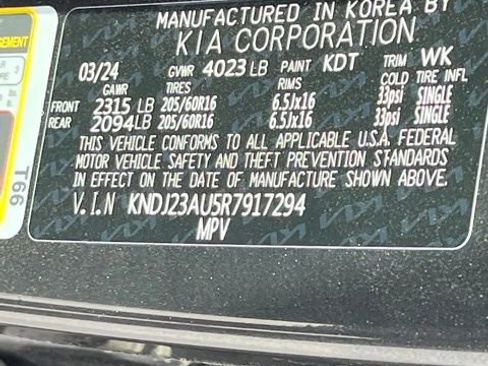 MANUFACTURED IN KOREA BY
KIA CORPORATION
03/24 GVWR 4023 LB PAINT KDT TRIM WK
GAWR TIRES RIMS COLD TIRE INFL
FRONT 2315 LB 205/60R16 6.5Jx16 33psi SINGLE
REAR 2094LB 205/60R16 6.5Jx16 33psi SINGLE
THIS VEHICLE CONFORMS TO ALL APPLICABLE U.S.A. FEDERAL
MOTOR VEHICLE SAFETY AND THEFT PREVENTION STANDARDS
IN EFFECT ON THE DATE OF MANUFACTURE SHOWN ABOVE.
V.I.N KNDJ23AU5R7917294
MPV
T66